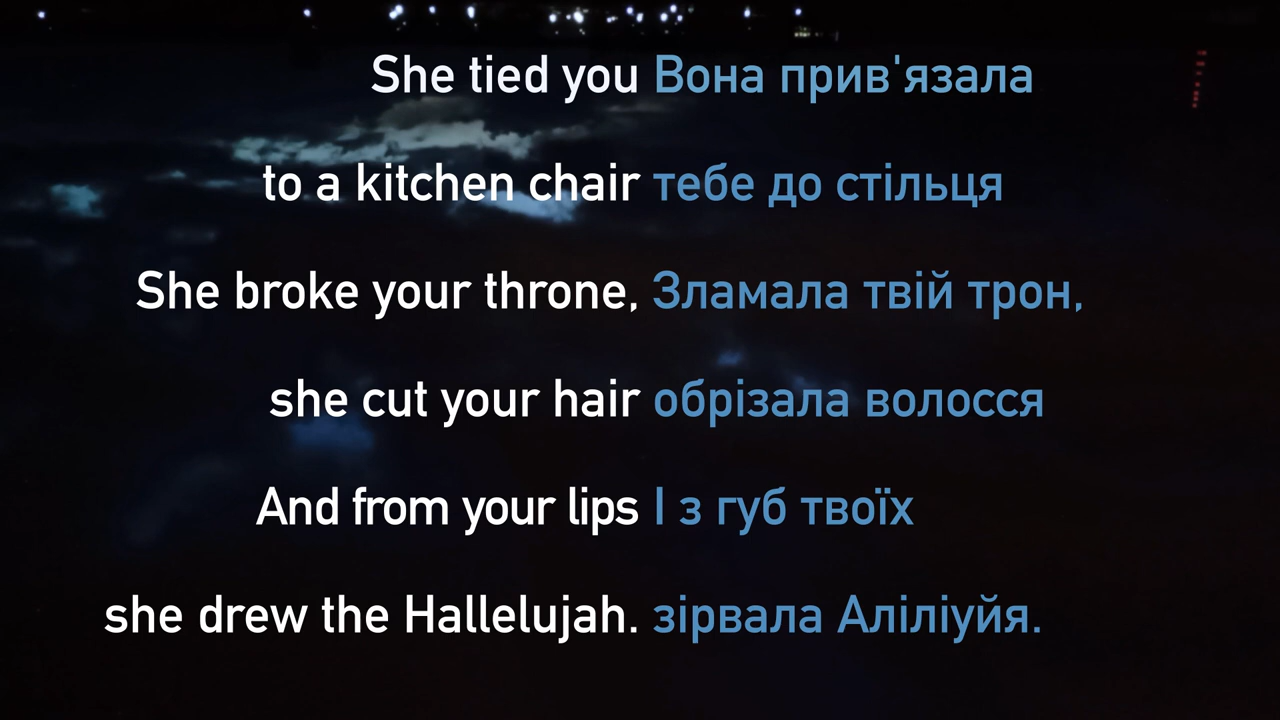 She tied you Вона прив'язала
to a kitchen chair тебе до стільця
She broke your throne, Зламала твій трон,
she cut your hair обрізала волосся
And from your lips І з губ твоїх
she drew the Hallelujah. зірвала Аліліуйя.